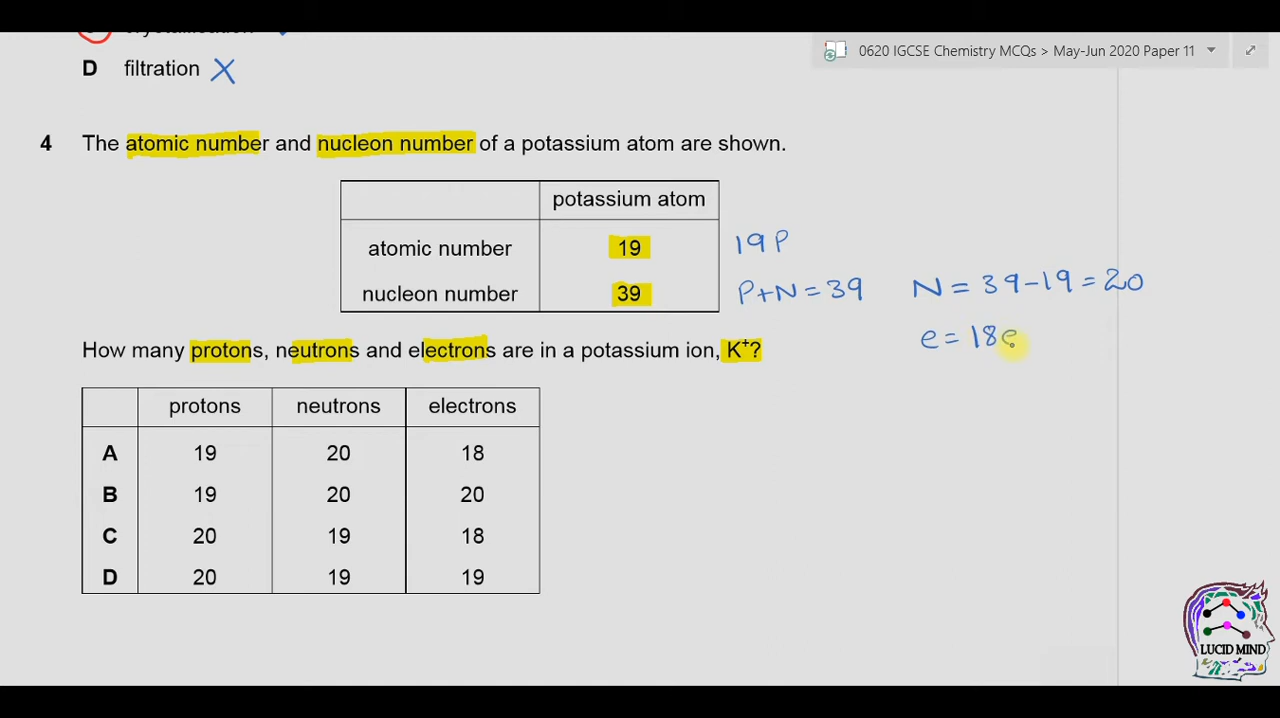 D filtration X
0620 IGCSE Chemistry MCQs > May-Jun 2020 Paper 11
4 The atomic number and nucleon number of a potassium atom are shown.
potassium atom
atomic number 19 19P
nucleon number 39 P+N=39 N=39-19=20
e=18e
How many protons, neutrons and electrons are in a potassium ion, K⁺?
protons neutrons electrons
A 19 20 18
B 19 20 20
C 20 19 18
D 20 19 19
LUCID MIND